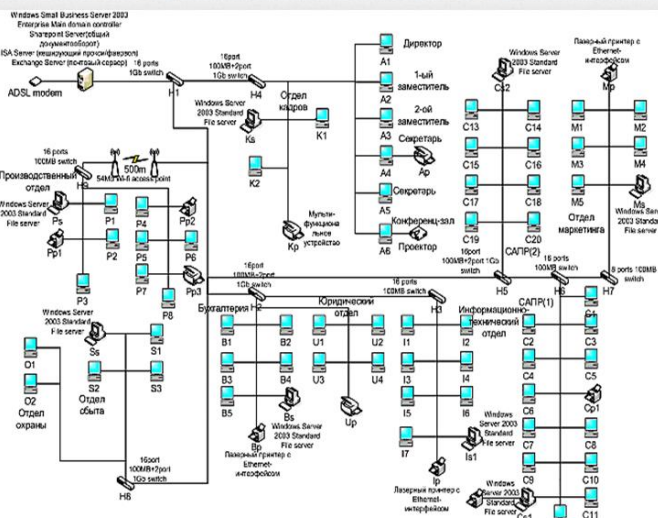 Windows Small Business Server 2003
Enterprise Main domain controller
Sharepoint Server(общий
документооборот)
ISA Server (кеширующий прокси/фаервол)
Exchange Server (почтовый сервер)
16 ports
1Gb switch
ADSL modem
H1
16port
100MB+2port
1Gb switch
H4
Отдел
кадров
Windows Server
2003 Standard
File server
Ks
K1
K2
Kp
Мульти-
функциона
льное
устройство
Директор
A1
1-ый
заместитель
A2
2-ой
заместитель
A3
Секретарь
A4
Ap
Секретарь
A5
Конференц-зал
A6
Проектор
Windows Server
2003 Standard
File server
Cs2
C13
C14
C15
C16
C17
C18
C19
C20
САПР(2)
16port
100MB+2port 1Gb
switch
H5
Лазерный принтер с
Ethernet-
интерфейсом
Mp
M1
M2
M3
M4
M5
Ms
Отдел
маркетинга
Windows Server
2003 Standard
File server
16 ports
100MB switch
H6
8 ports 100MB
switch
H7
16 ports
100MB switch
500m
54Mb Wi-fi access point
Производственный
отдел
Windows Server
2003 Standard
File server
Ps
P1
P4
Pp2
Pp1
P2
P5
P6
P3
P7
Pp3
P8
Windows Server
2003 Standard
File server
Ss
S1
O1
S2
S3
O2
Отдел
охраны
Отдел
сбыта
16port
100MB+2port
1Gb switch
H8
16port
100MB+2port
1Gb switch
H2
Бухгалтерия
B1
B2
B3
B4
B5
Bs
Windows Server
2003 Standard
File server
Bp
Лазерный принтер с
Ethernet-
интерфейсом
Юридический
отдел
U1
U2
U3
U4
Up
16 ports
100MB switch
H3
Информационно-
технический
отдел
I1
I2
I3
I4
I5
I6
I7
Is1
Windows Server
2003 Standard
File server
Ip
Лазерный принтер с
Ethernet-
интерфейсом
САПР(1)
C1
C2
C3
C4
C5
C6
Cp1
C7
C8
C9
C10
C11
Windows
Server 2003
Standard
File server